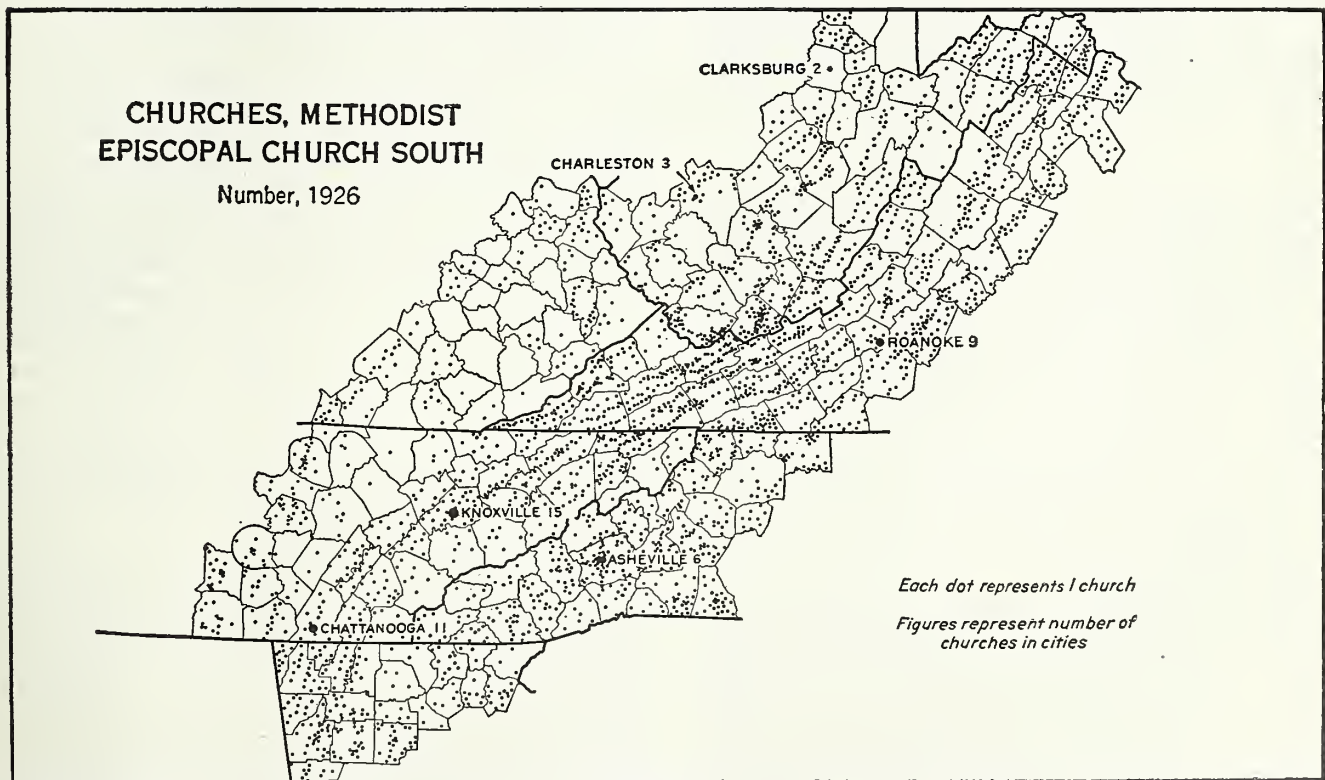 CHURCHES, METHODIST
EPISCOPAL CHURCH SOUTH
Number, 1926
CLARKSBURG 2
CHARLESTON 3
ROANOKE 9
KNOXVILLE 15
ASHEVILLE 6
CHATTANOOGA 11
Each dot represents 1 church
Figures represent number of
churches in cities